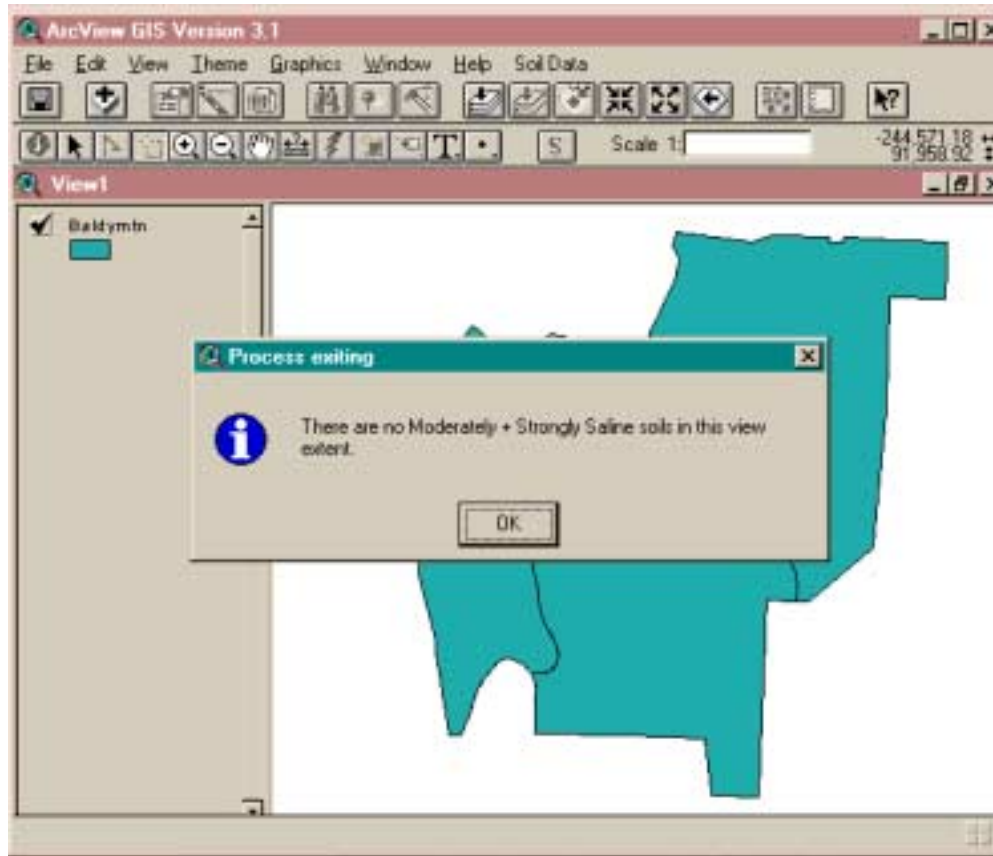 ArcView GIS Version 3.1
File Edit View Theme Graphics Window Help Soil Data
S Scale 1: -244,571.18
91,958.92
View1
Baldymtn
Process exiting
There are no Moderately + Strongly Saline soils in this view
extent.
OK